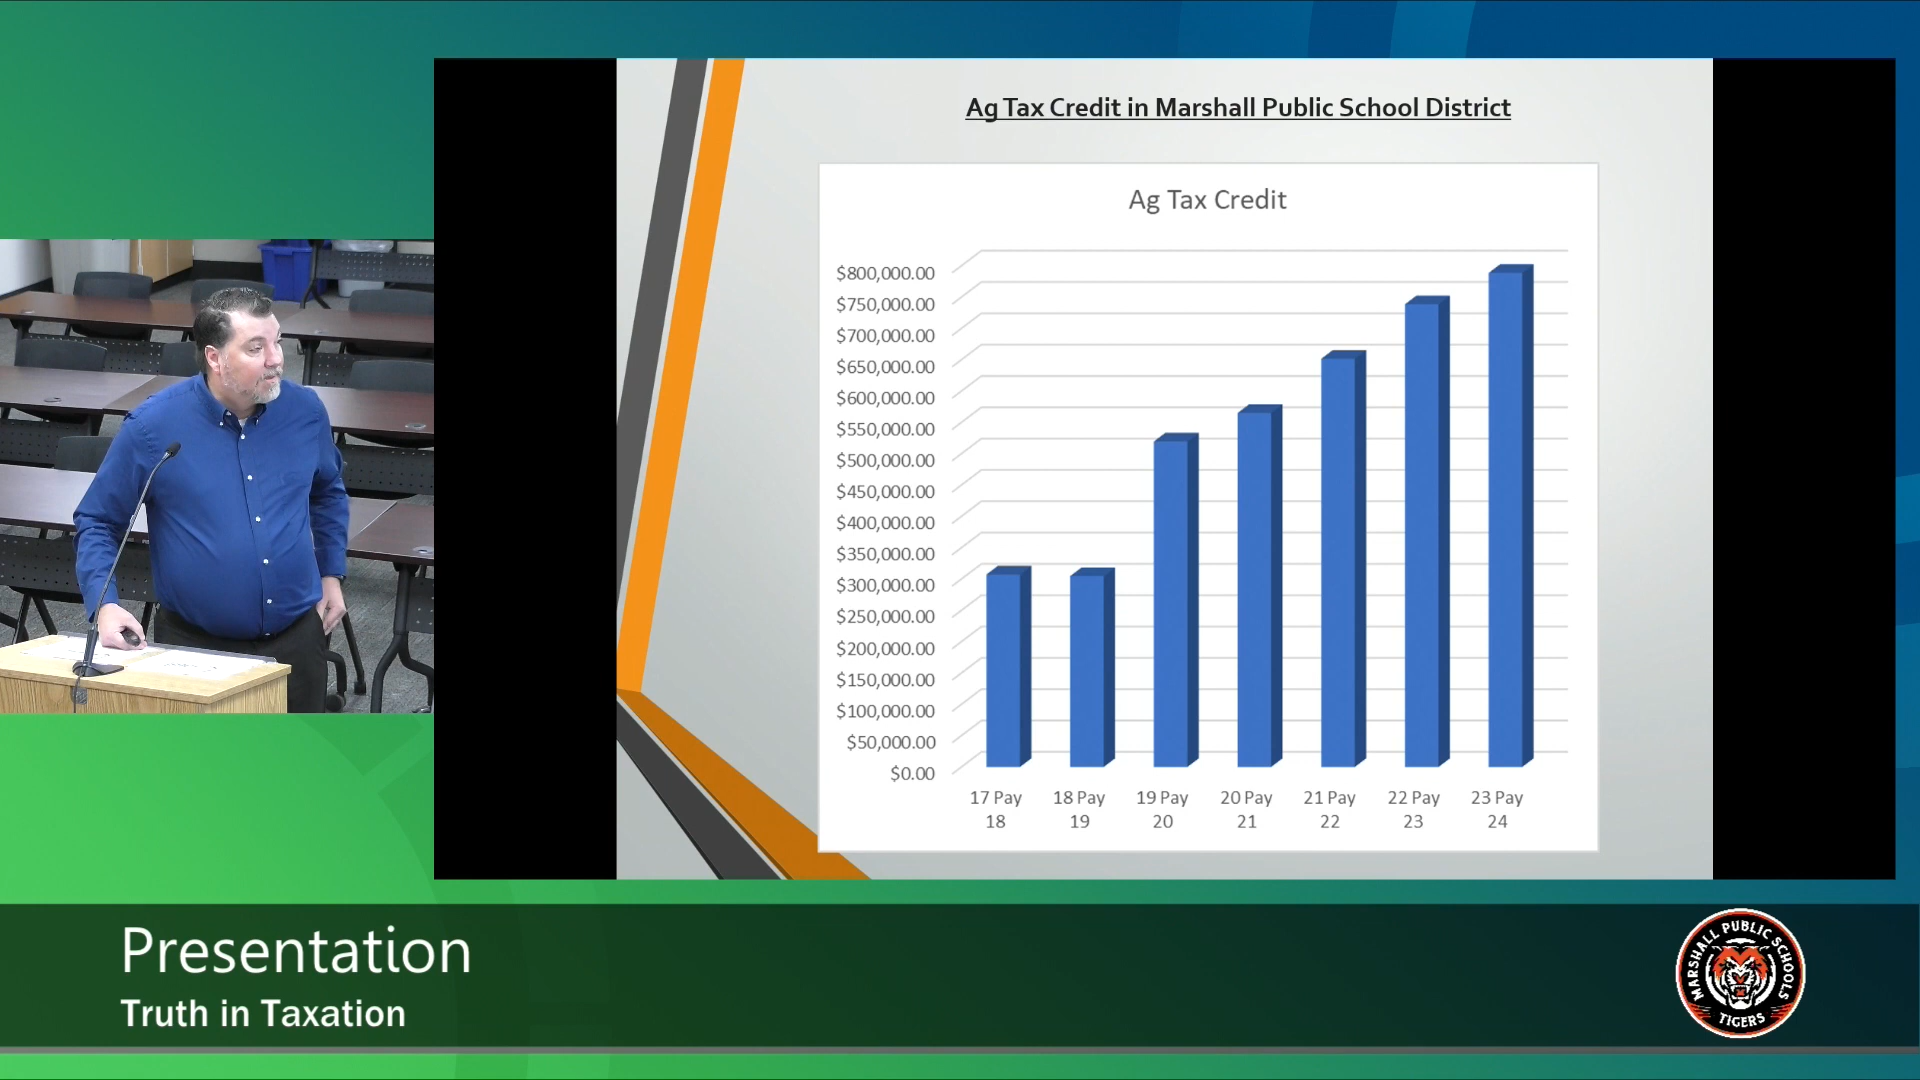 Ag Tax Credit in Marshall Public School District
Ag Tax Credit
$800,000.00
$750,000.00
$700,000.00
$650,000.00
$600,000.00
$550,000.00
$500,000.00
$450,000.00
$400,000.00
$350,000.00
$300,000.00
$250,000.00
$200,000.00
$150,000.00
$100,000.00
$50,000.00
$0.00
17 Pay 18
18 Pay 19
19 Pay 20
20 Pay 21
21 Pay 22
22 Pay 23
23 Pay 24
Presentation
Truth in Taxation
MARSHALL PUBLIC SCHOOLS
TIGERS